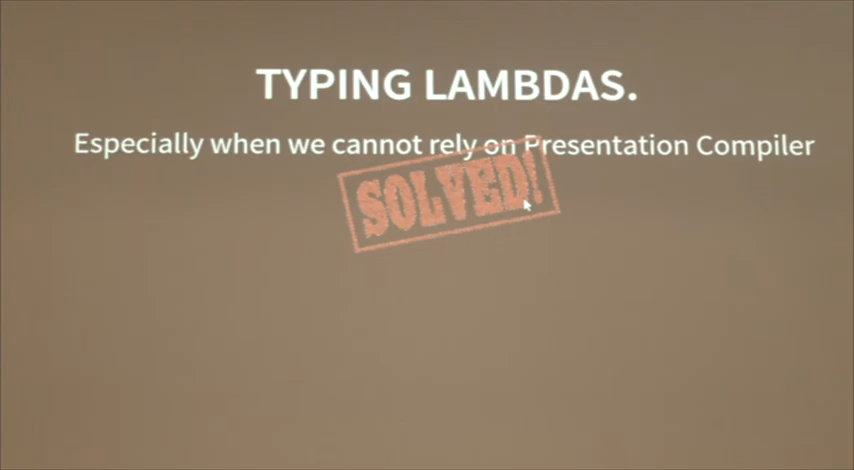 TYPING LAMBDAS.
Especially when we cannot rely on Presentation Compiler
SOLVED!